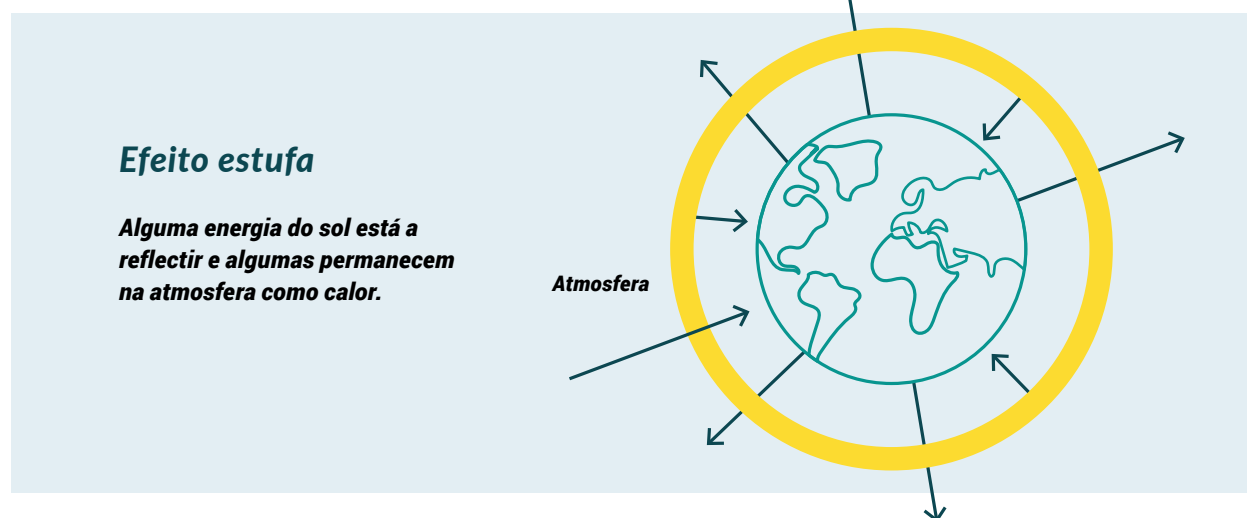 Efeito estufa
Alguma energia do sol está a
reflectir e algumas permanecem
na atmosfera como calor.
Atmosfera